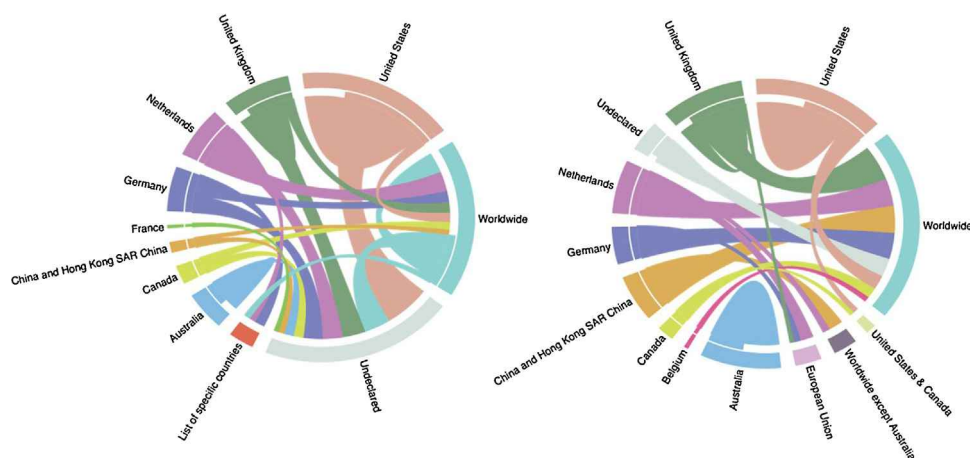 United Kingdom
United States
Netherlands
Germany
France
China and Hong Kong SAR China
Canada
Australia
List of specific countries
Undeclared
Worldwide
United Kingdom
United States
Undeclared
Netherlands
Germany
China and Hong Kong SAR China
Canada
Belgium
Australia
European Union
Worldwide except Australia
United States & Canada
Worldwide